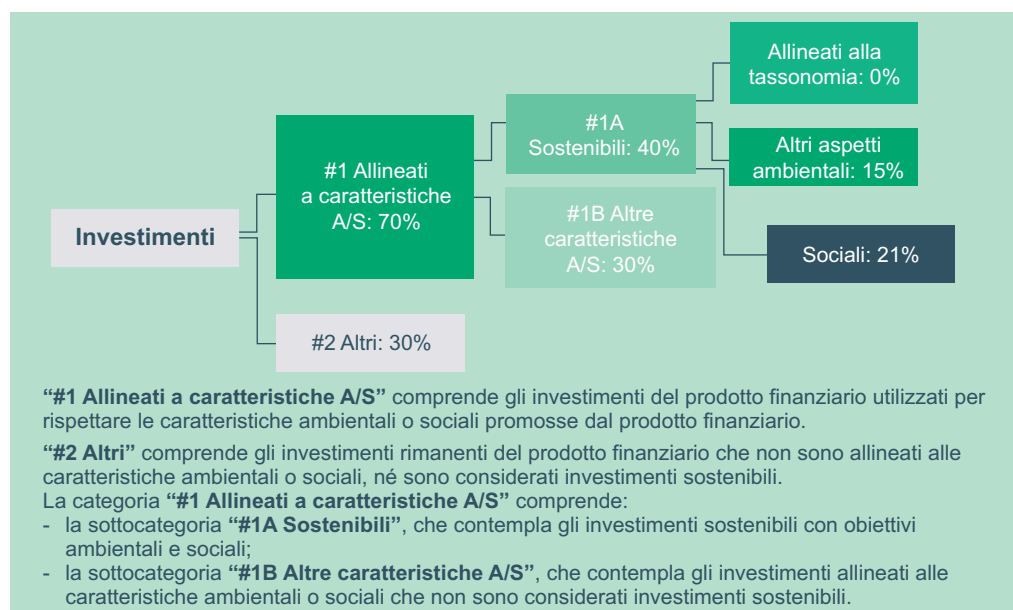 Investimenti
#1 Allineati
a caratteristiche
A/S: 70%
#2 Altri: 30%
#1A
Sostenibili: 40%
#1B Altre
caratteristiche
A/S: 30%
Allineati alla
tassonomia: 0%
Altri aspetti
ambientali: 15%
Sociali: 21%
“#1 Allineati a caratteristiche A/S” comprende gli investimenti del prodotto finanziario utilizzati per
rispettare le caratteristiche ambientali o sociali promosse dal prodotto finanziario.
“#2 Altri” comprende gli investimenti rimanenti del prodotto finanziario che non sono allineati alle
caratteristiche ambientali o sociali, né sono considerati investimenti sostenibili.
La categoria “#1 Allineati a caratteristiche A/S” comprende:
- la sottocategoria “#1A Sostenibili”, che contempla gli investimenti sostenibili con obiettivi
ambientali e sociali;
- la sottocategoria “#1B Altre caratteristiche A/S”, che contempla gli investimenti allineati alle
caratteristiche ambientali o sociali che non sono considerati investimenti sostenibili.